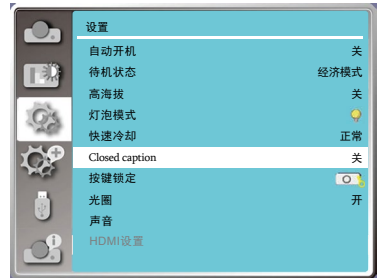 设置
自动开机 关
待机状态 经济模式
高海拔 关
灯泡模式
快速冷却 正常
Closed caption 关
按键锁定
光圈 开
声音
HDMI设置